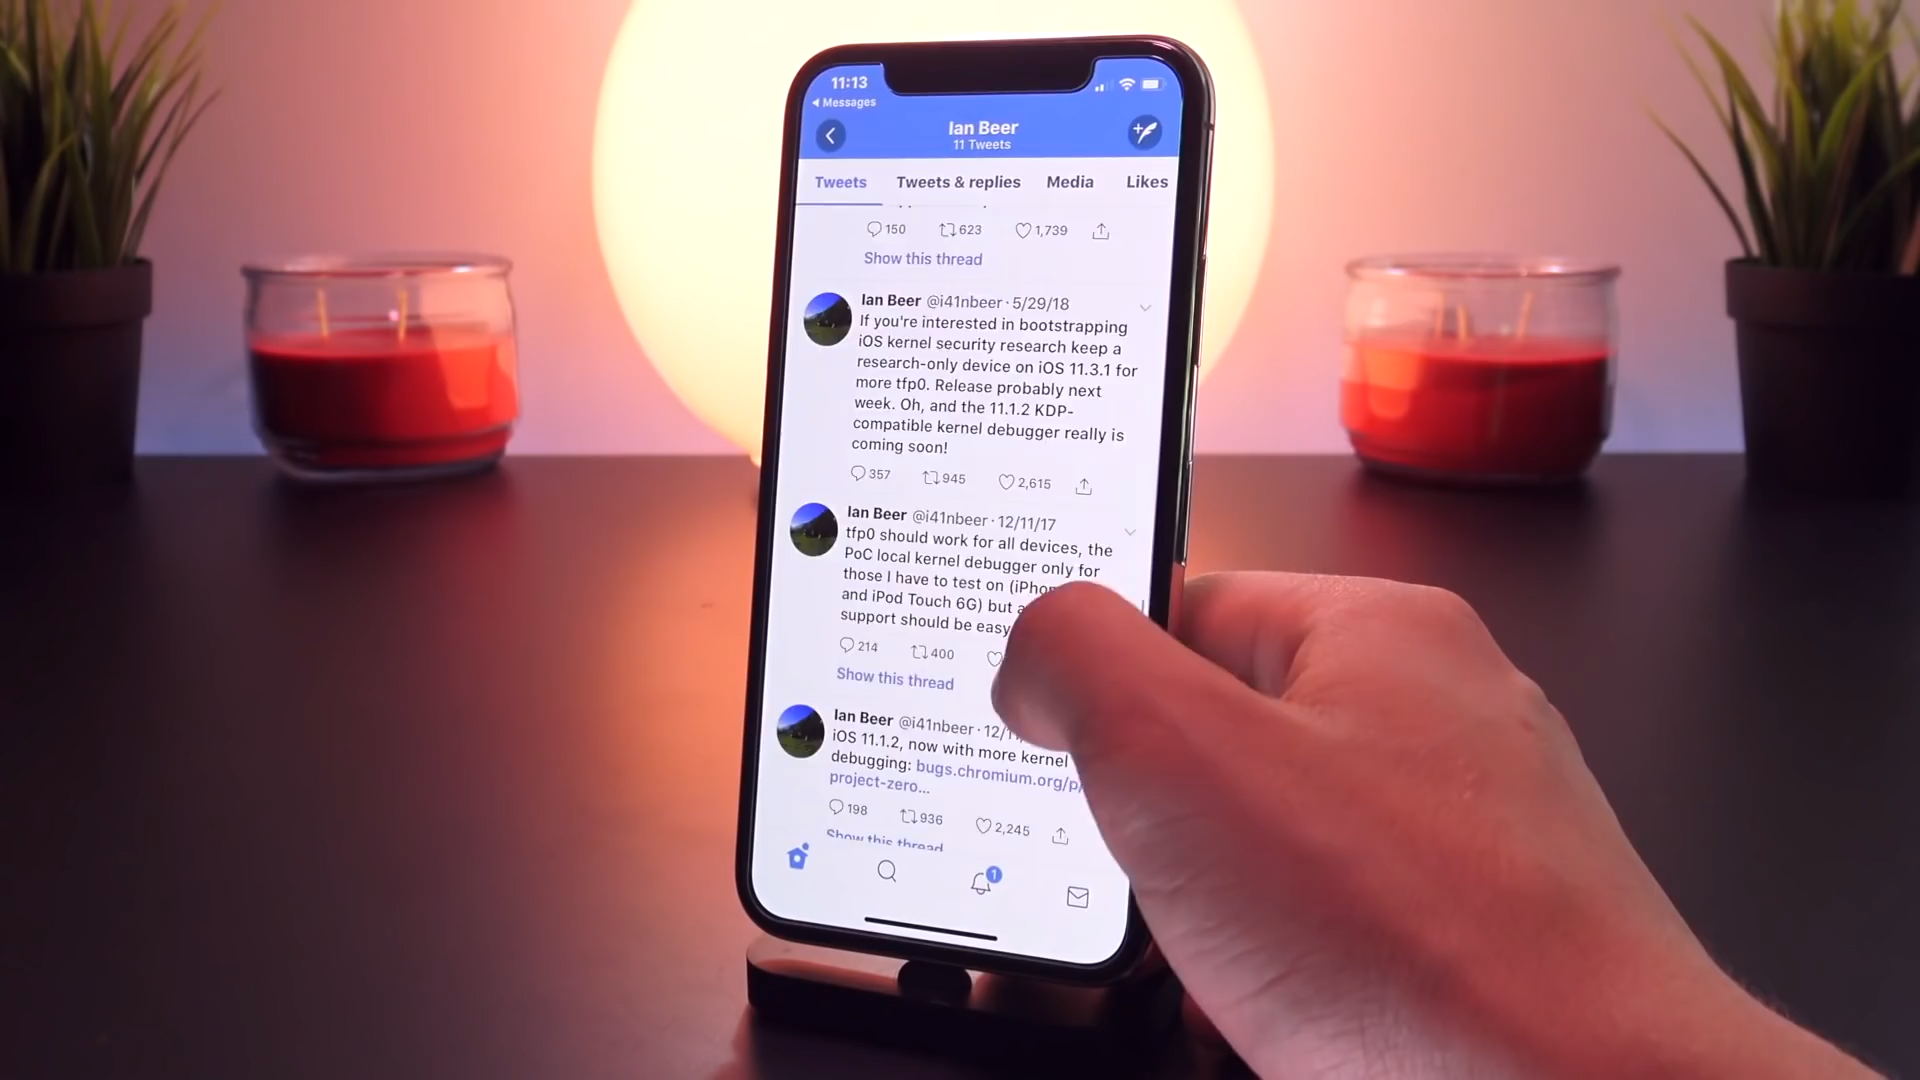 11:13
Messages
Ian Beer
11 Tweets
Tweets Tweets & replies Media Likes
150 623 1,739
Show this thread
Ian Beer @i41nbeer · 5/29/18
If you're interested in bootstrapping
iOS kernel security research keep a
research-only device on iOS 11.3.1 for
more tfp0. Release probably next
week. Oh, and the 11.1.2 KDP-
compatible kernel debugger really is
coming soon!
357 945 2,615
Ian Beer @i41nbeer · 12/11/17
tfp0 should work for all devices, the
PoC local kernel debugger only for
those I have to test on
and iPod Touch 6G) but
support should be easy
214 400
Show this thread
Ian Beer @i41nbeer
iOS 11.1.2, now with more kernel
debugging: bugs.chromium.org/p/
project-zero...
198 936 2,245
Show this thread
1